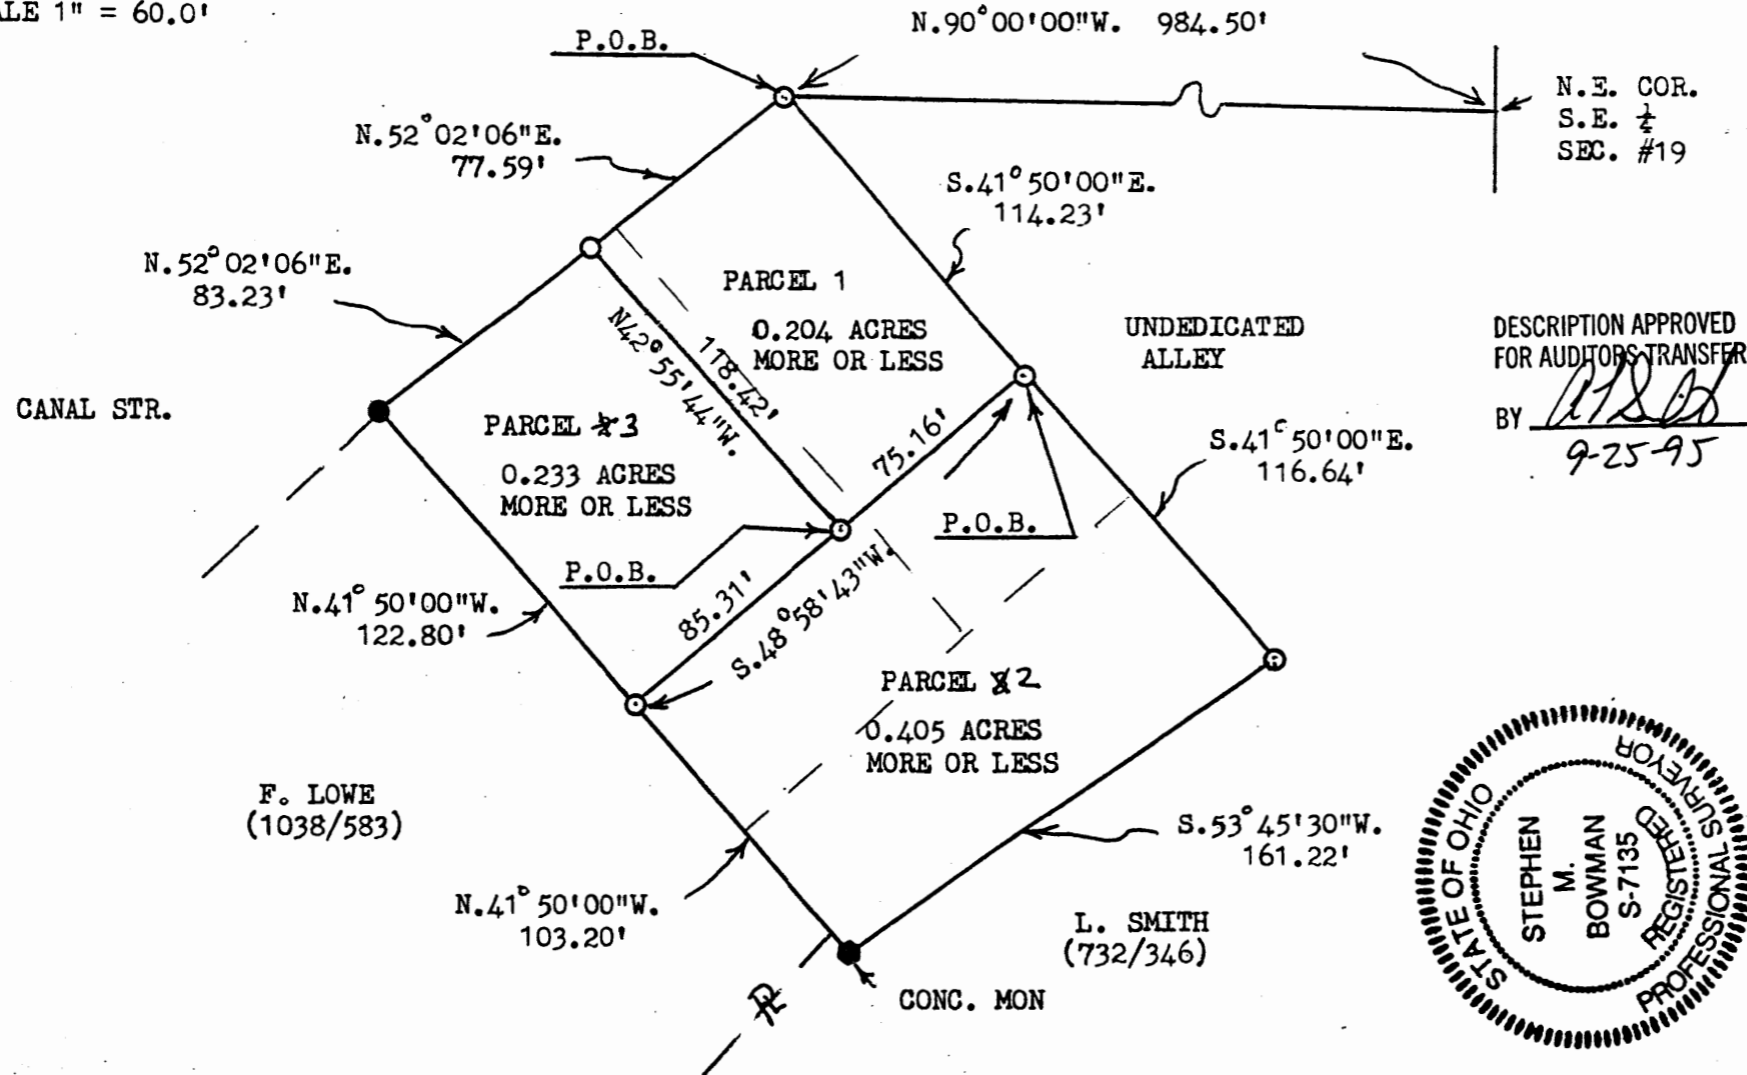 ALE 1" = 60.0'
P.O.B.
N.90°00'00"W. 984.50'
N.E. COR.
S.E. 1/4
SEC. #19
N.52°02'06"E.
77.59'
S.41°50'00"E.
114.23'
N.52°02'06"E.
83.23'
PARCEL 1
0.204 ACRES
MORE OR LESS
UNDEDICATED
ALLEY
DESCRIPTION APPROVED
FOR AUDITORS TRANSFER
BY
9-25-95
N42°55'44"W.
118.42'
CANAL STR.
PARCEL 3
0.233 ACRES
MORE OR LESS
75.16'
S.41°50'00"E.
116.64'
P.O.B.
P.O.B.
85.31'
S.48°58'43"W.
N.41°50'00"W.
122.80'
PARCEL 2
0.405 ACRES
MORE OR LESS
F. LOWE
(1038/583)
S.53°45'30"W.
161.22'
N.41°50'00"W.
103.20'
L. SMITH
(732/346)
CONC. MON
PL
STATE OF OHIO
STEPHEN
M.
BOWMAN
S-7135
REGISTERED
PROFESSIONAL SURVEYOR